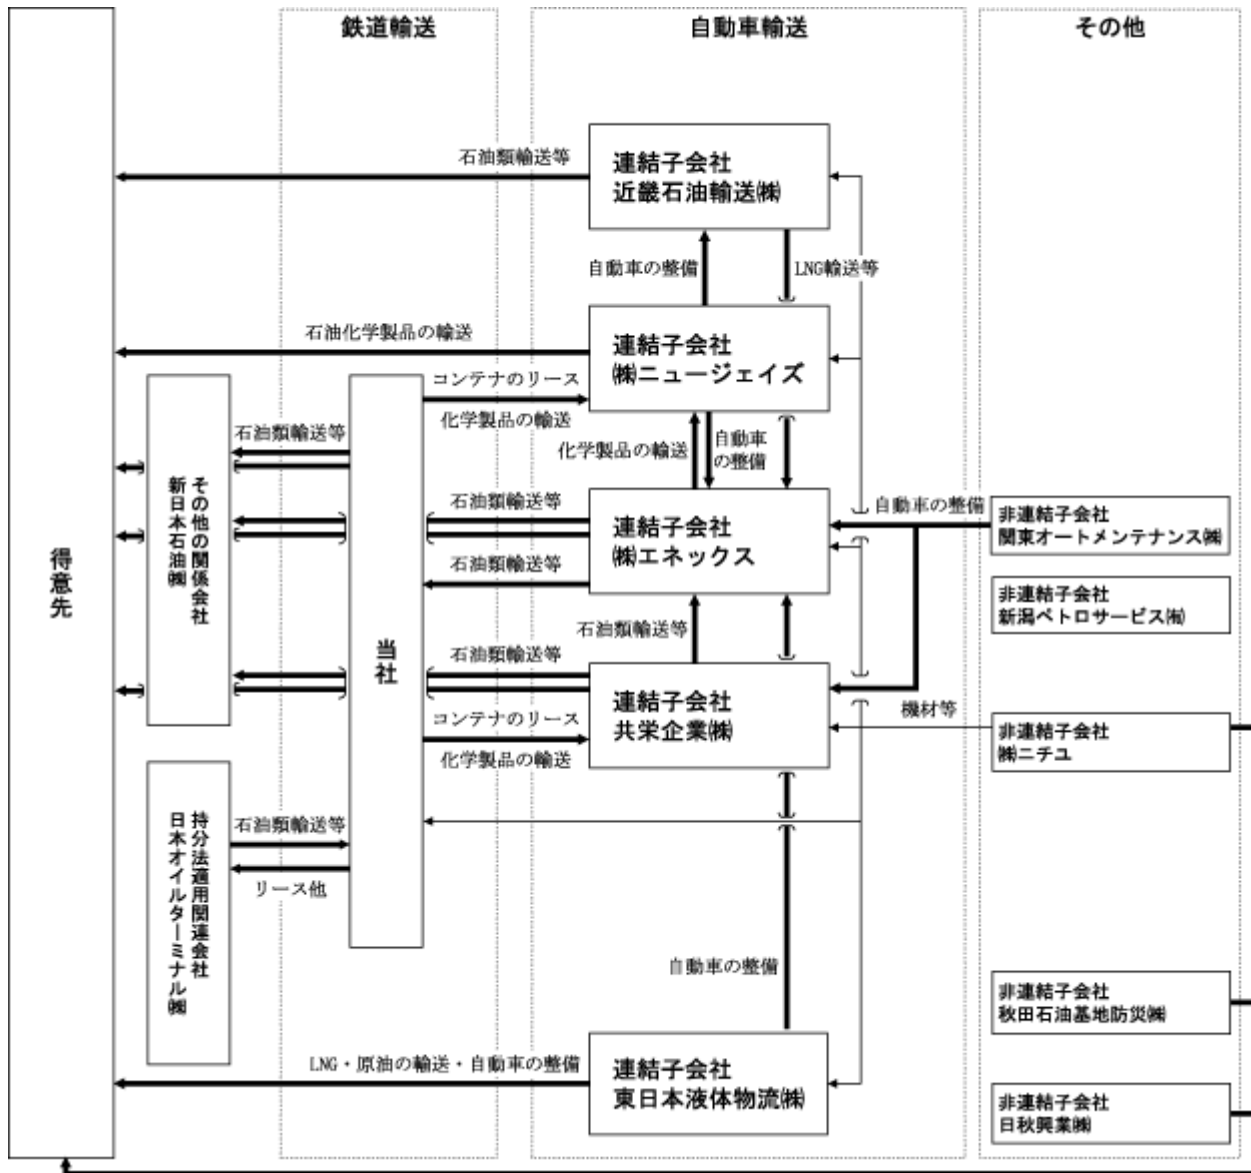 鉄道輸送
自動車輸送
その他
得意先
石油類輸送等
連結子会社
近畿石油輸送㈱
自動車の整備
LNG輸送等
石油化学製品の輸送
連結子会社
㈱ニュージェイズ
コンテナのリース
化学製品の輸送
石油類輸送等
化学製品の輸送
自動車
の整備
その他の関係会社
新日本石油㈱
当社
石油類輸送等
連結子会社
㈱エネックス
石油類輸送等
自動車の整備
非連結子会社
関東オートメンテナンス㈱
非連結子会社
新潟ペトロサービス㈲
石油類輸送等
石油類輸送等
連結子会社
共栄企業㈱
コンテナのリース
化学製品の輸送
機材等
非連結子会社
㈱ニチユ
持分法適用関連会社
日本オイルターミナル㈱
石油類輸送等
リース他
自動車の整備
非連結子会社
秋田石油基地防災㈱
LNG・原油の輸送・自動車の整備
連結子会社
東日本液体物流㈱
非連結子会社
日秋興業㈱